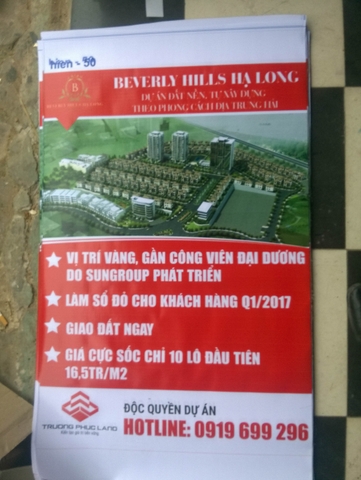 hiền - 90
BEVERLY HILLS HẠ LONG
DỰ ÁN ĐẤT NỀN, TỰ XÂY DỰNG
THEO PHONG CÁCH ĐỊA TRUNG HẢI
B
VỊ TRÍ VÀNG, GẦN CÔNG VIÊN ĐẠI DƯƠNG
DO SUNGROUP PHÁT TRIỂN
LÀM SỔ ĐỎ CHO KHÁCH HÀNG Q1/2017
GIAO ĐẤT NGAY
GIÁ CỰC SỐC CHỈ 10 LÔ ĐẦU TIÊN
16,5TR/M2
ĐỘC QUYỀN DỰ ÁN
TRUONG PHUC LAND
HOTLINE: 0919 699 296